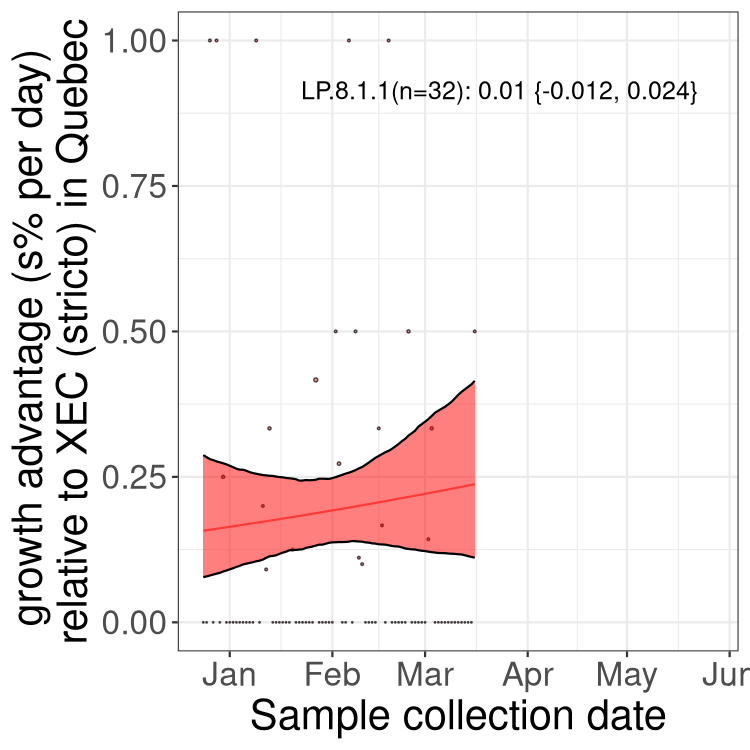 growth advantage (s% per day)
relative to XEC (stricto) in Quebec
1.00
0.75
0.50
0.25
0.00
LP.8.1.1(n=32): 0.01 {-0.012, 0.024}
Jan Feb Mar Apr May Jun
Sample collection date